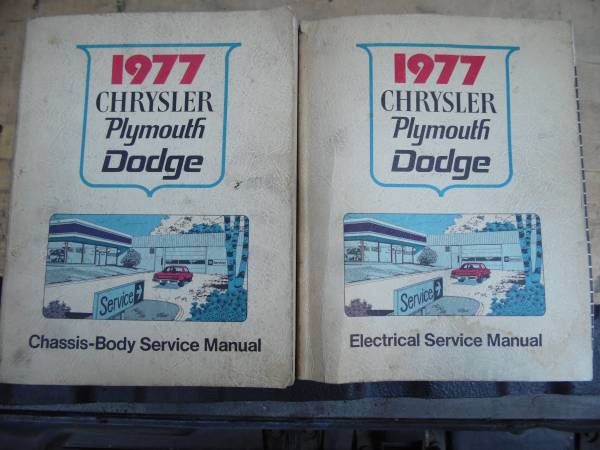 1977
CHRYSLER
Plymouth
Dodge
Service
Chassis-Body Service Manual
1977
CHRYSLER
Plymouth
Dodge
Service
Electrical Service Manual